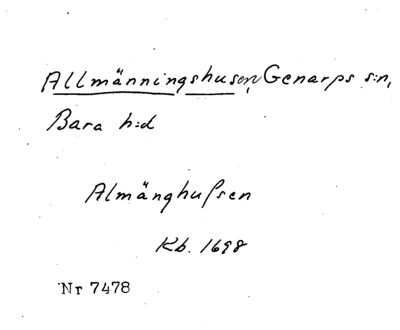 Allmänningshusen, Genarps s:n,
Bara h:d
Almänghußen
Kb. 1698
Nr 7478